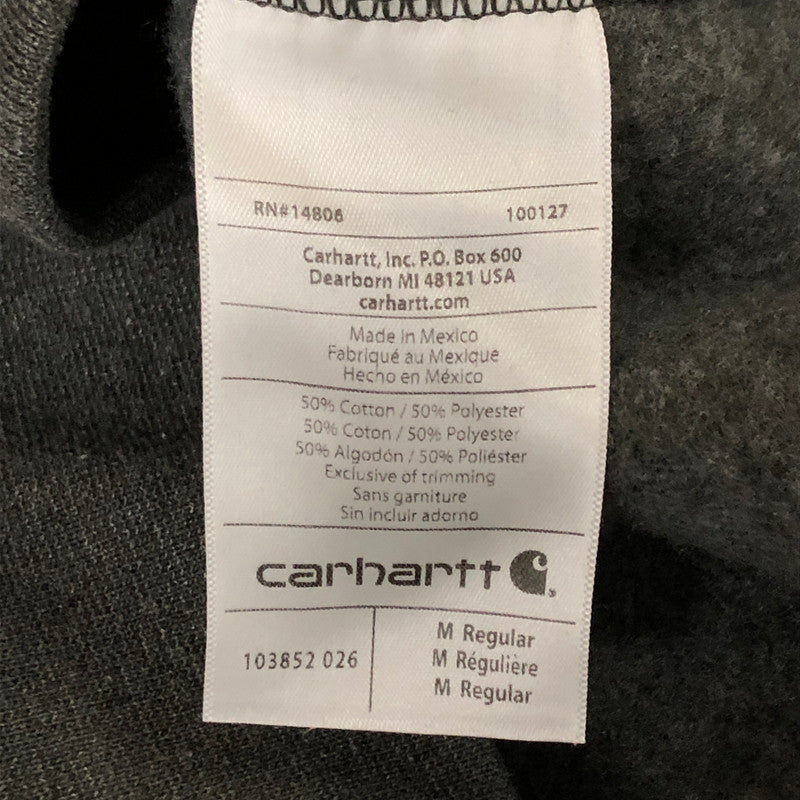 RN#14806 100127
Carhartt, Inc. P.O. Box 600
Dearborn MI 48121 USA
carhartt.com
Made in Mexico
Fabriqué au Mexique
Hecho en México
50% Cotton / 50% Polyester
50% Coton / 50% Polyester
50% Algodón / 50% Poliéster
Exclusive of trimming
Sans garniture
Sin incluir adorno
carhartt
103852 026
M Regular
M Régulière
M Regular